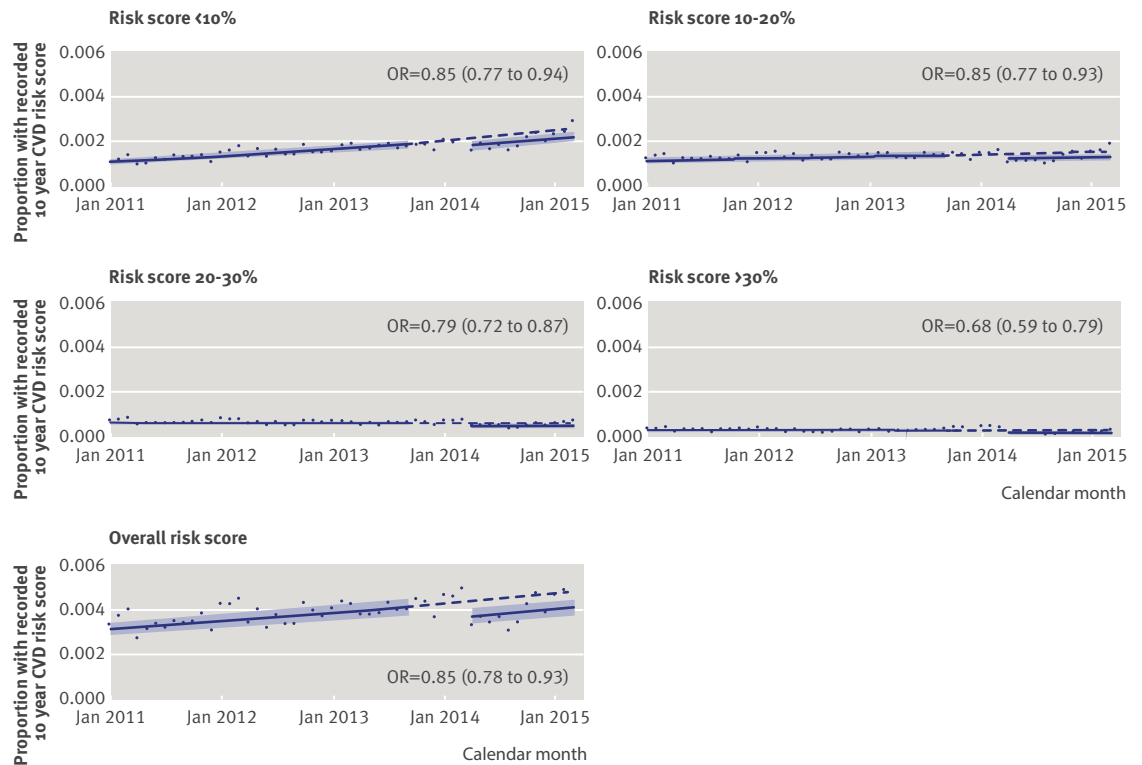 Risk score <10%
Proportion with recorded
10 year CVD risk score
0.006
0.004
0.002
0.000
OR=0.85 (0.77 to 0.94)
Jan 2011 Jan 2012 Jan 2013 Jan 2014 Jan 2015
Risk score 10-20%
0.006
0.004
0.002
0.000
OR=0.85 (0.77 to 0.93)
Jan 2011 Jan 2012 Jan 2013 Jan 2014 Jan 2015
Risk score 20-30%
Proportion with recorded
10 year CVD risk score
0.006
0.004
0.002
0.000
OR=0.79 (0.72 to 0.87)
Jan 2011 Jan 2012 Jan 2013 Jan 2014 Jan 2015
Risk score >30%
0.006
0.004
0.002
0.000
OR=0.68 (0.59 to 0.79)
Jan 2011 Jan 2012 Jan 2013 Jan 2014 Jan 2015
Calendar month
Overall risk score
Proportion with recorded
10 year CVD risk score
0.006
0.004
0.002
0.000
OR=0.85 (0.78 to 0.93)
Jan 2011 Jan 2012 Jan 2013 Jan 2014 Jan 2015
Calendar month